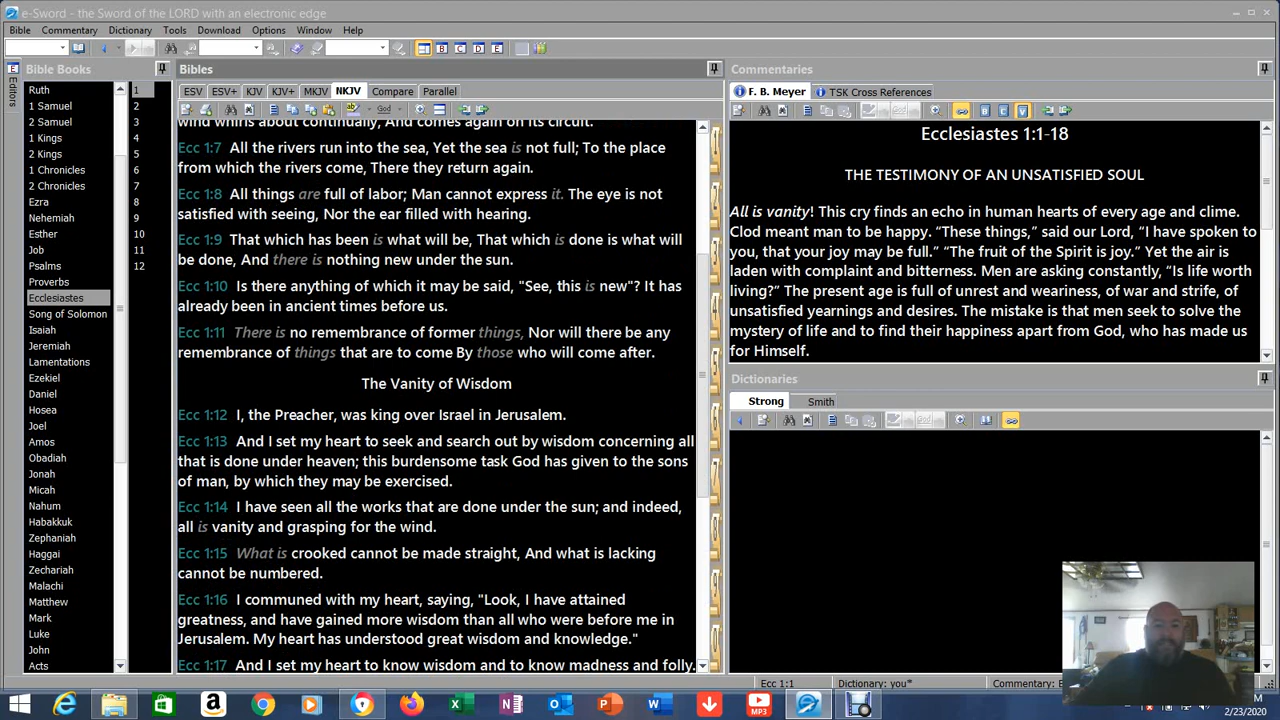 e-Sword - the Sword of the LORD with an electronic edge
Bible Commentary Dictionary Tools Download Options Window Help
B C D E
Editors
Bible Books
Ruth
1 Samuel
2 Samuel
1 Kings
2 Kings
1 Chronicles
2 Chronicles
Ezra
Nehemiah
Esther
Job
Psalms
Proverbs
Ecclesiastes
Song of Solomon
Isaiah
Jeremiah
Lamentations
Ezekiel
Daniel
Hosea
Joel
Amos
Obadiah
Jonah
Micah
Nahum
Habakkuk
Zephaniah
Haggai
Zechariah
Malachi
Matthew
Mark
Luke
John
Acts
1
2
3
4
5
6
7
8
9
10
11
12
Bibles
ESV ESV+ KJV KJV+ MKJV NKJV Compare Parallel
God
wind whirls about continually, And comes again on its circuit.
Ecc 1:7 All the rivers run into the sea, Yet the sea is not full; To the place
from which the rivers come, There they return again.
Ecc 1:8 All things are full of labor; Man cannot express it. The eye is not
satisfied with seeing, Nor the ear filled with hearing.
Ecc 1:9 That which has been is what will be, That which is done is what will
be done, And there is nothing new under the sun.
Ecc 1:10 Is there anything of which it may be said, "See, this is new"? It has
already been in ancient times before us.
Ecc 1:11 There is no remembrance of former things, Nor will there be any
remembrance of things that are to come By those who will come after.
The Vanity of Wisdom
Ecc 1:12 I, the Preacher, was king over Israel in Jerusalem.
Ecc 1:13 And I set my heart to seek and search out by wisdom concerning all
that is done under heaven; this burdensome task God has given to the sons
of man, by which they may be exercised.
Ecc 1:14 I have seen all the works that are done under the sun; and indeed,
all is vanity and grasping for the wind.
Ecc 1:15 What is crooked cannot be made straight, And what is lacking
cannot be numbered.
Ecc 1:16 I communed with my heart, saying, "Look, I have attained
greatness, and have gained more wisdom than all who were before me in
Jerusalem. My heart has understood great wisdom and knowledge."
Ecc 1:17 And I set my heart to know wisdom and to know madness and folly.
Commentaries
F. B. Meyer TSK Cross References
Ecclesiastes 1:1-18
THE TESTIMONY OF AN UNSATISFIED SOUL
All is vanity! This cry finds an echo in human hearts of every age and clime.
Clod meant man to be happy. “These things,” said our Lord, “I have spoken to
you, that your joy may be full.” “The fruit of the Spirit is joy.” Yet the air is
laden with complaint and bitterness. Men are asking constantly, “Is life worth
living?” The present age is full of unrest and weariness, of war and strife, of
unsatisfied yearnings and desires. The mistake is that men seek to solve the
mystery of life and to find their happiness apart from God, who has made us
for Himself.
Dictionaries
Strong Smith
Ecc 1:1 Dictionary: you* Commentary: E
MP3
M
2/23/2020